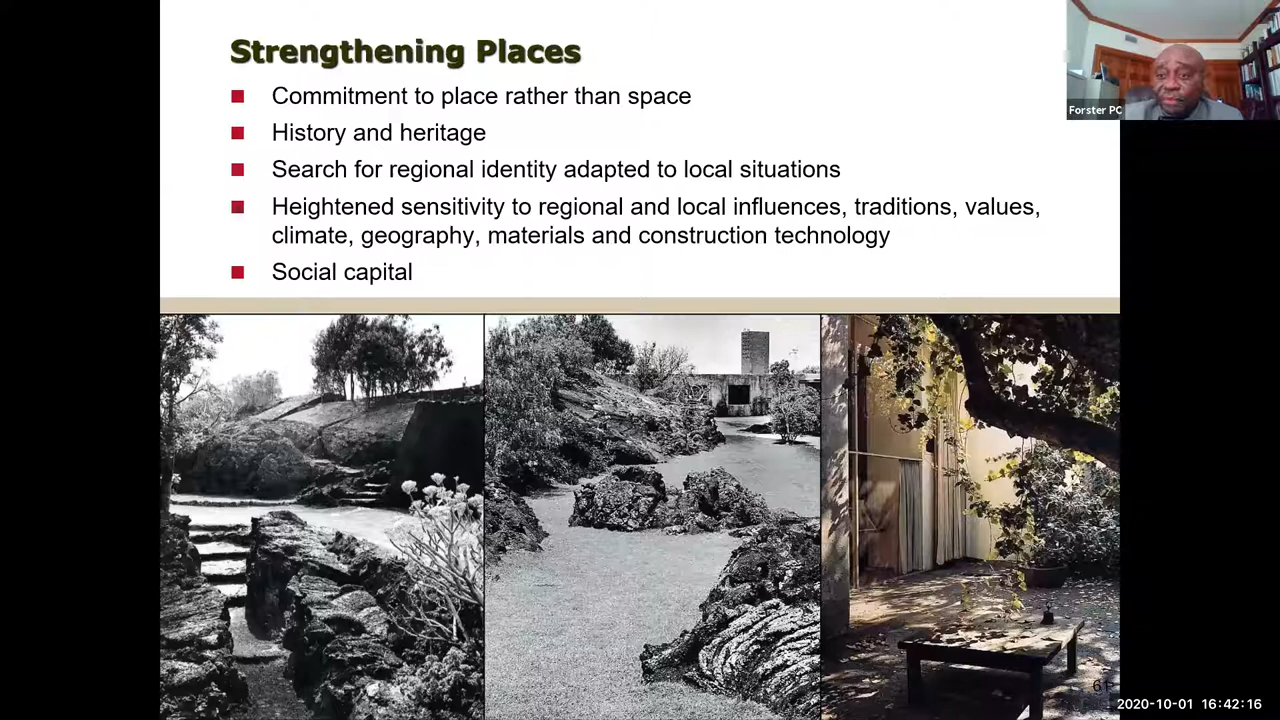 Strengthening Places
Commitment to place rather than space
History and heritage
Search for regional identity adapted to local situations
Heightened sensitivity to regional and local influences, traditions, values,
climate, geography, materials and construction technology
Social capital
Forster PC
2020-10-01 16:42:16